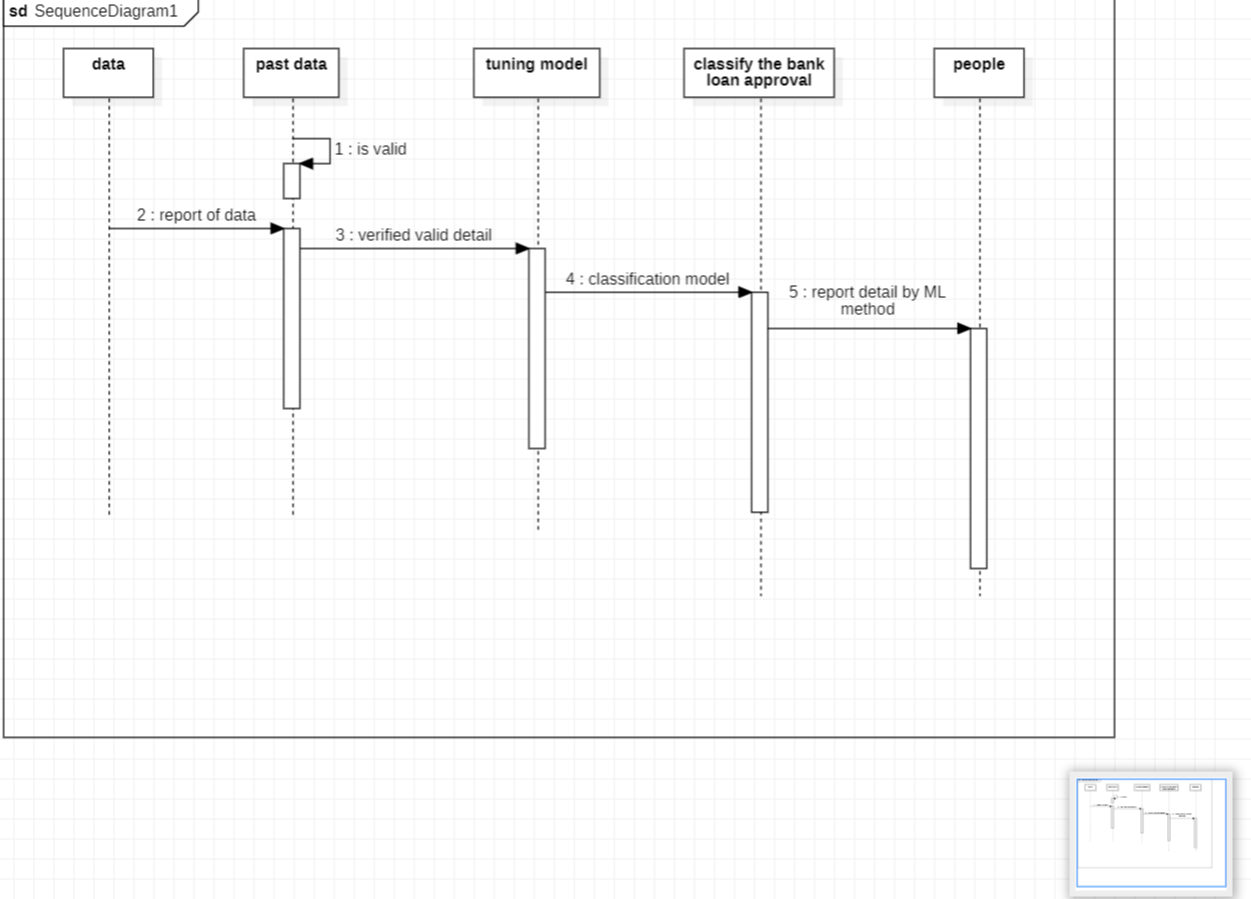 sd SequenceDiagram1
data
past data
tuning model
classify the bank
loan approval
people
1 : is valid
2 : report of data
3 : verified valid detail
4 : classification model
5 : report detail by ML
method